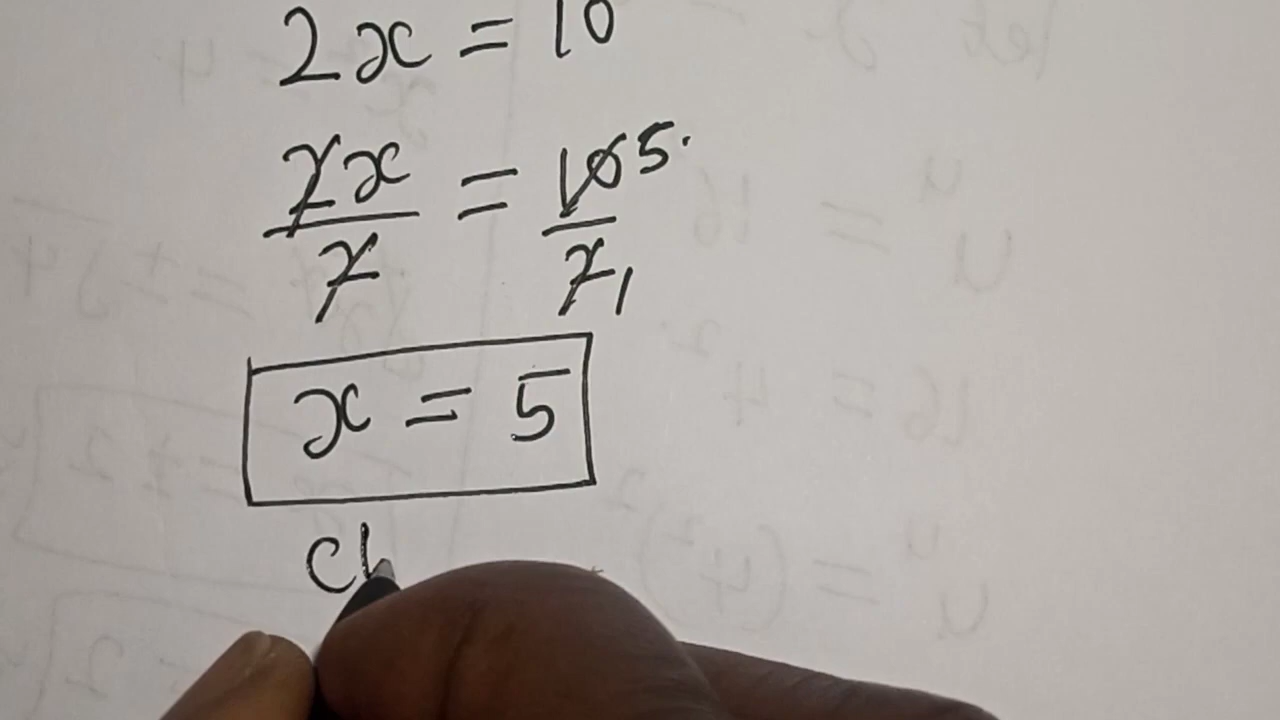 2x = 10
2x/2 = 10 5/2 1
x = 5
Ch